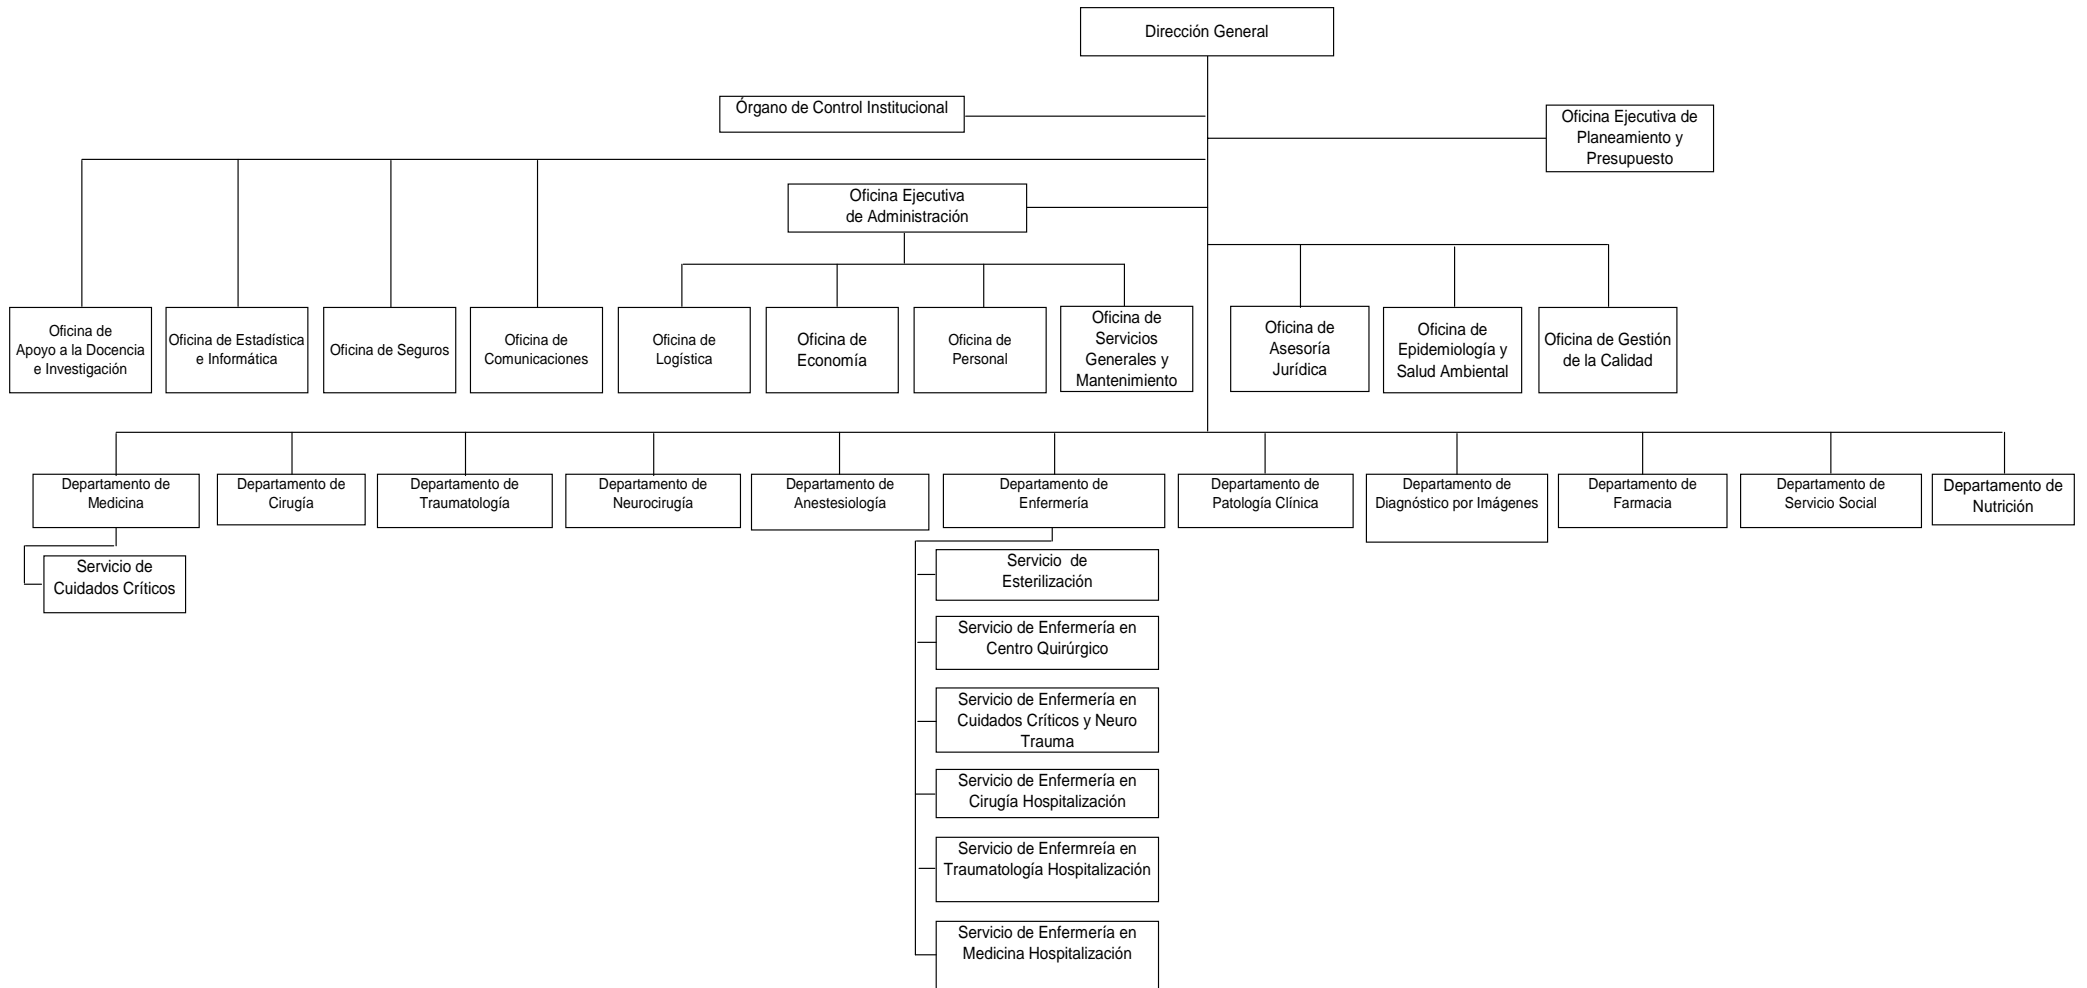 Dirección General
Órgano de Control Institucional
Oficina Ejecutiva de
Planeamiento y
Presupuesto
Oficina Ejecutiva
de Administración
Oficina de
Apoyo a la Docencia
e Investigación
Oficina de Estadística
e Informática
Oficina de Seguros
Oficina de
Comunicaciones
Oficina de
Logística
Oficina de
Economía
Oficina de
Personal
Oficina de
Servicios
Generales y
Mantenimiento
Oficina de
Asesoría
Jurídica
Oficina de
Epidemiología y
Salud Ambiental
Oficina de Gestión
de la Calidad
Departamento de
Medicina
Departamento de
Cirugía
Departamento de
Traumatología
Departamento de
Neurocirugía
Departamento de
Anestesiología
Departamento de
Enfermería
Departamento de
Patología Clínica
Departamento de
Diagnóstico por Imágenes
Departamento de
Farmacia
Departamento de
Servicio Social
Departamento de
Nutrición
Servicio de
Cuidados Críticos
Servicio de
Esterilización
Servicio de Enfermería en
Centro Quirúrgico
Servicio de Enfermería en
Cuidados Críticos y Neuro
Trauma
Servicio de Enfermería en
Cirugía Hospitalización
Servicio de Enfermreía en
Traumatología Hospitalización
Servicio de Enfermería en
Medicina Hospitalización